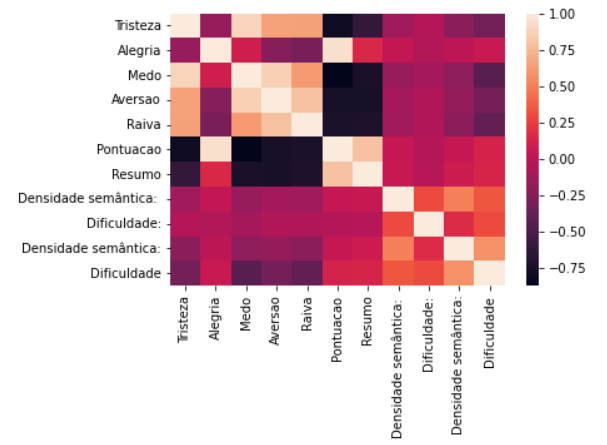 Tristeza
Alegria
Medo
Aversao
Raiva
Pontuacao
Resumo
Densidade semântica:
Dificuldade:
Densidade semântica:
Dificuldade
Tristeza
Alegria
Medo
Aversao
Raiva
Pontuacao
Resumo
Densidade semântica:
Dificuldade:
Densidade semântica:
Dificuldade
1.00
0.75
0.50
0.25
0.00
−0.25
−0.50
−0.75